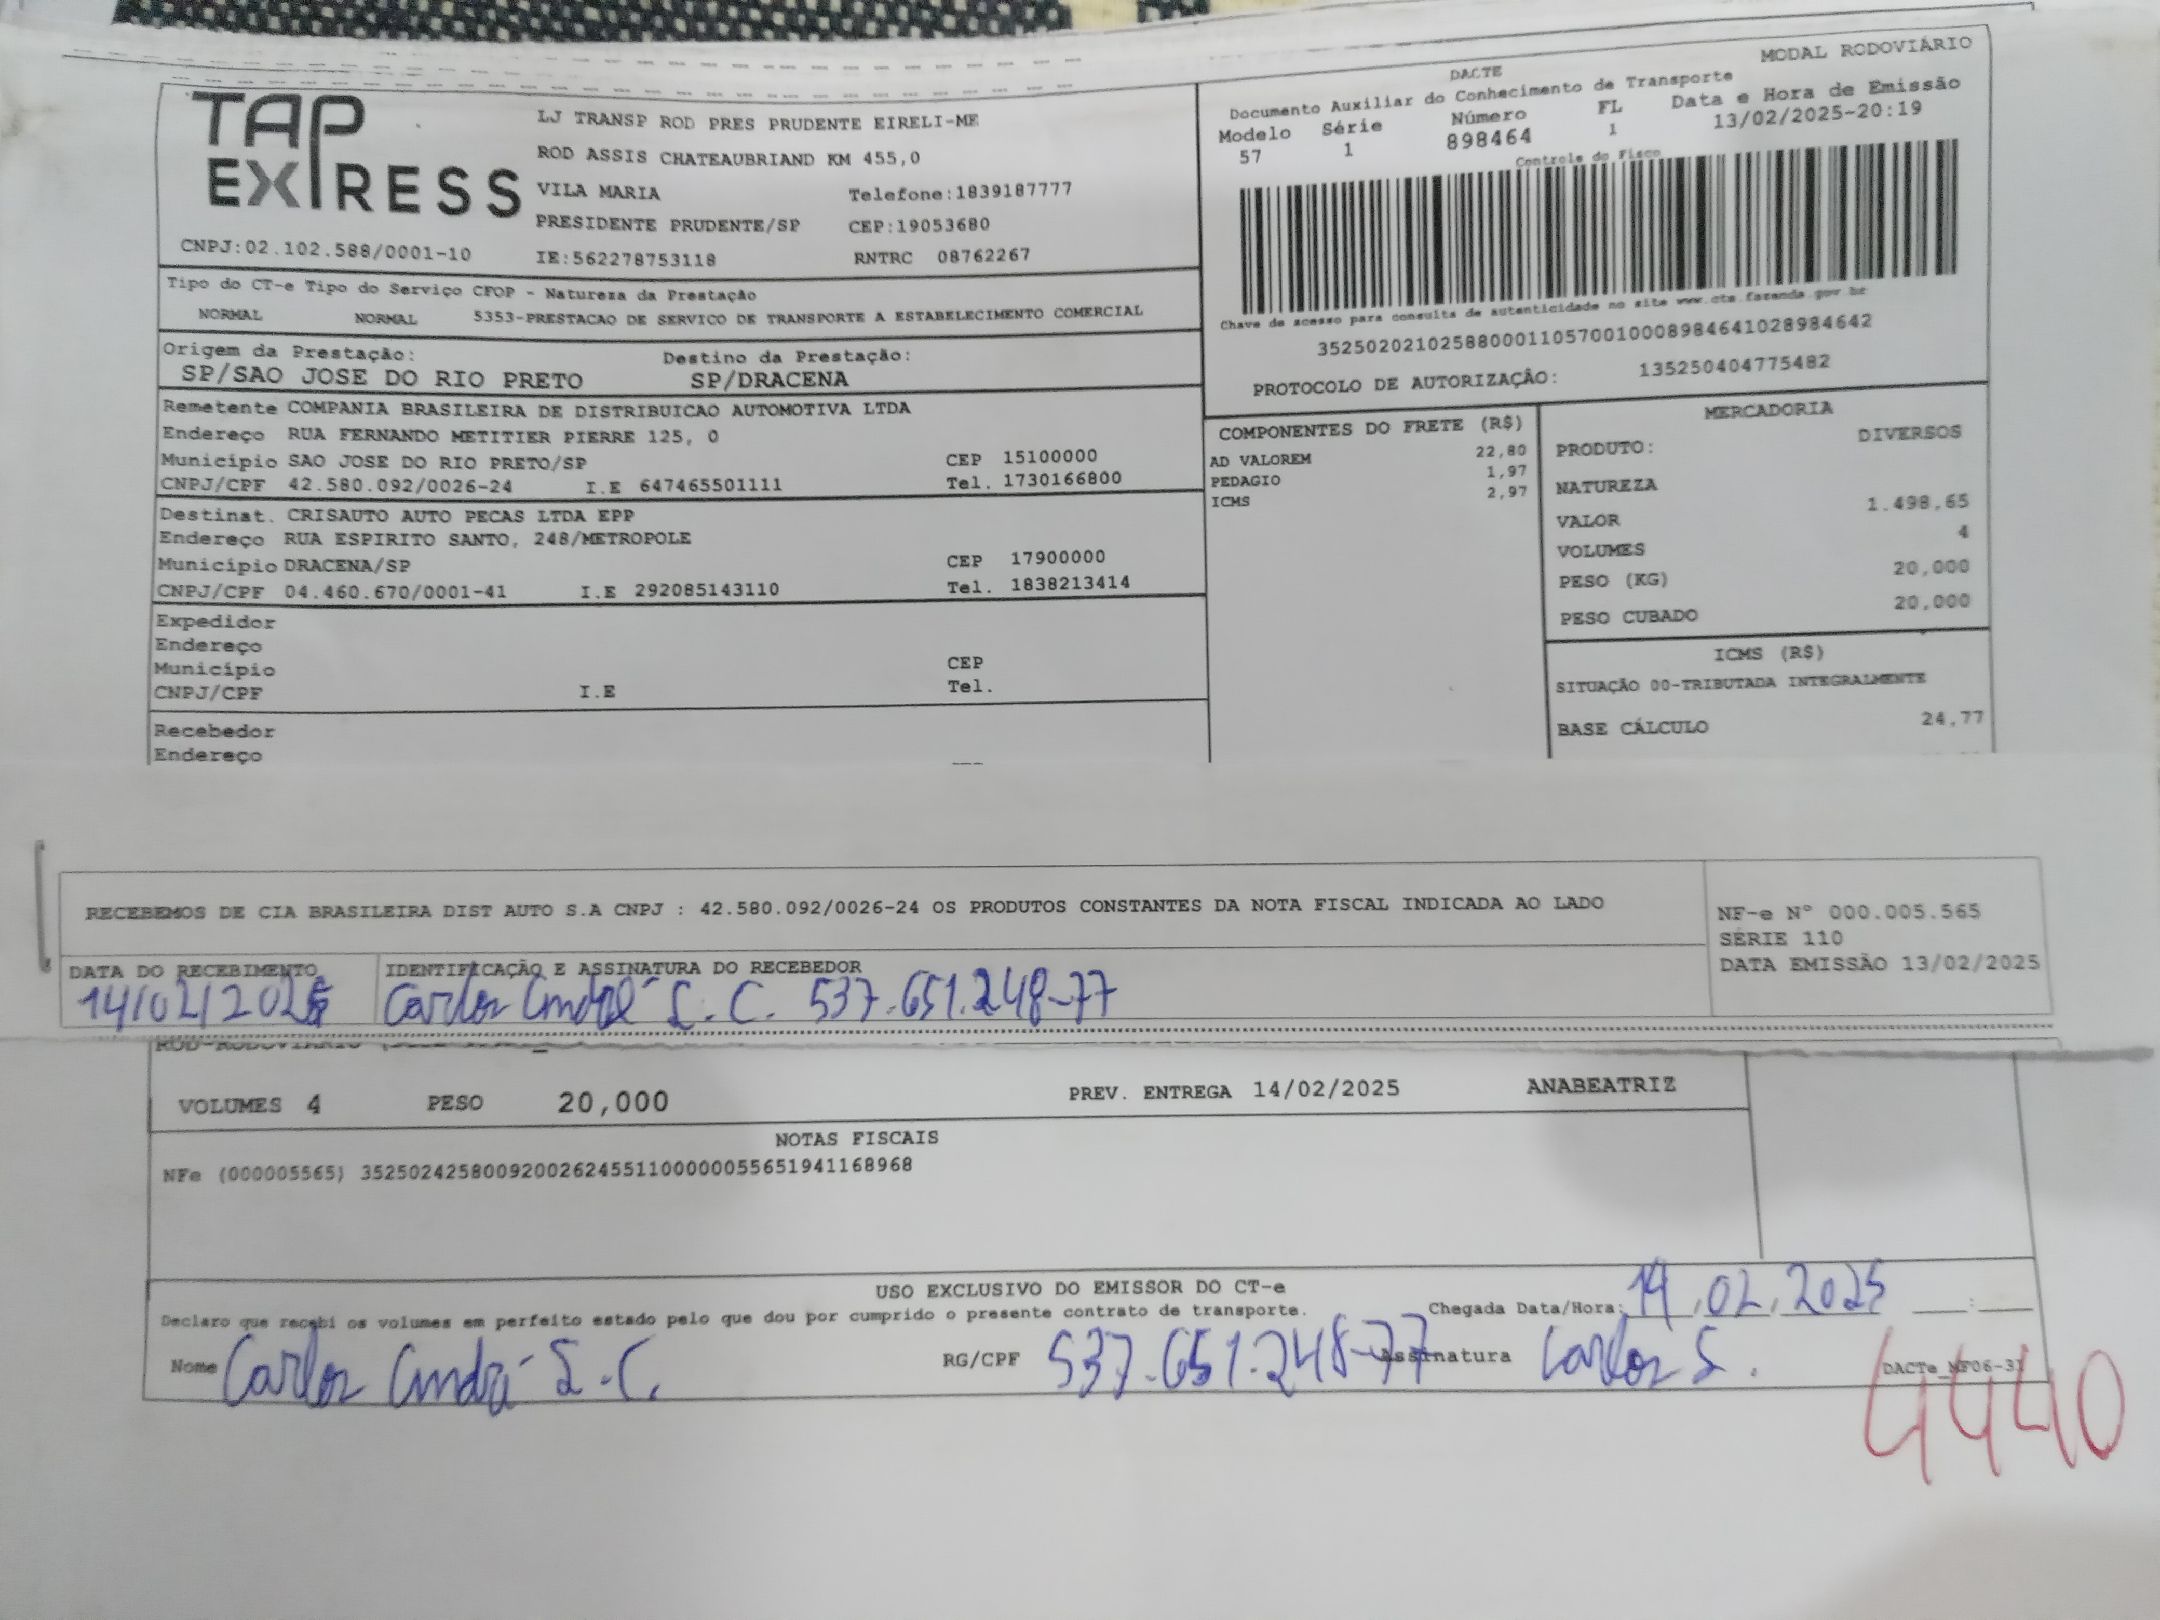 TAP EXPRESS
LJ TRANSP ROD PRES PRUDENTE EIRELI-ME
ROD ASSIS CHATEAUBRIAND KM 455,0
VILA MARIA Telefone:1839187777
PRESIDENTE PRUDENTE/SP CEP:19053680
CNPJ:02.102.588/0001-10 IE:562278753118 RNTRC 08762267
MODAL RODOVIÁRIO
DACTE
Documento Auxiliar do Conhecimento de Transporte
Modelo Série Número FL Data e Hora de Emissão
57 1 898464 1 13/02/2025-20:19
Controle do Fisco
Chave de acesso para consulta de autenticidade no site www.cte.fazenda.gov.br
35250202102588000110570010008984641028984642
PROTOCOLO DE AUTORIZAÇÃO: 135250404775482
Tipo do CT-e Tipo do Serviço CFOP - Natureza da Prestação
NORMAL NORMAL 5353-PRESTACAO DE SERVICO DE TRANSPORTE A ESTABELECIMENTO COMERCIAL
Origem da Prestação: Destino da Prestação:
SP/SAO JOSE DO RIO PRETO SP/DRACENA
Remetente COMPANIA BRASILEIRA DE DISTRIBUICAO AUTOMOTIVA LTDA
Endereço RUA FERNANDO METITIER PIERRE 125, 0
Município SAO JOSE DO RIO PRETO/SP CEP 15100000
CNPJ/CPF 42.580.092/0026-24 I.E 647465501111 Tel. 1730166800
Destinat. CRISAUTO AUTO PECAS LTDA EPP
Endereço RUA ESPIRITO SANTO, 248/METROPOLE
Município DRACENA/SP CEP 17900000
CNPJ/CPF 04.460.670/0001-41 I.E 292085143110 Tel. 1838213414
Expedidor
Endereço
Município CEP
CNPJ/CPF I.E Tel.
Recebedor
Endereço
COMPONENTES DO FRETE (R$)
22,80
AD VALOREM 1,97
PEDAGIO 2,97
ICMS
MERCADORIA
PRODUTO: DIVERSOS
NATUREZA
VALOR 1.498,65
VOLUMES 4
PESO (KG) 20,000
PESO CUBADO 20,000
ICMS (R$)
SITUAÇÃO 00-TRIBUTADA INTEGRALMENTE
BASE CÁLCULO 24,77
RECEBEMOS DE CIA BRASILEIRA DIST AUTO S.A CNPJ : 42.580.092/0026-24 OS PRODUTOS CONSTANTES DA NOTA FISCAL INDICADA AO LADO
NF-e Nº 000.005.565
SÉRIE 110
DATA EMISSÃO 13/02/2025
DATA DO RECEBIMENTO IDENTIFICAÇÃO E ASSINATURA DO RECEBEDOR
14/02/2025 Carlos André S. C. 537.651.248-77
VOLUMES 4 PESO 20,000 PREV. ENTREGA 14/02/2025 ANABEATRIZ
NOTAS FISCAIS
NFe (000005565) 35250242580092002624551100000055651941168968
USO EXCLUSIVO DO EMISSOR DO CT-e
Declaro que recebi os volumes em perfeito estado pelo que dou por cumprido o presente contrato de transporte. Chegada Data/Hora: 14.02.2025 :
Nome Carlos André S.C. RG/CPF 537.651.248-77 Assinatura Carlos S.
4440